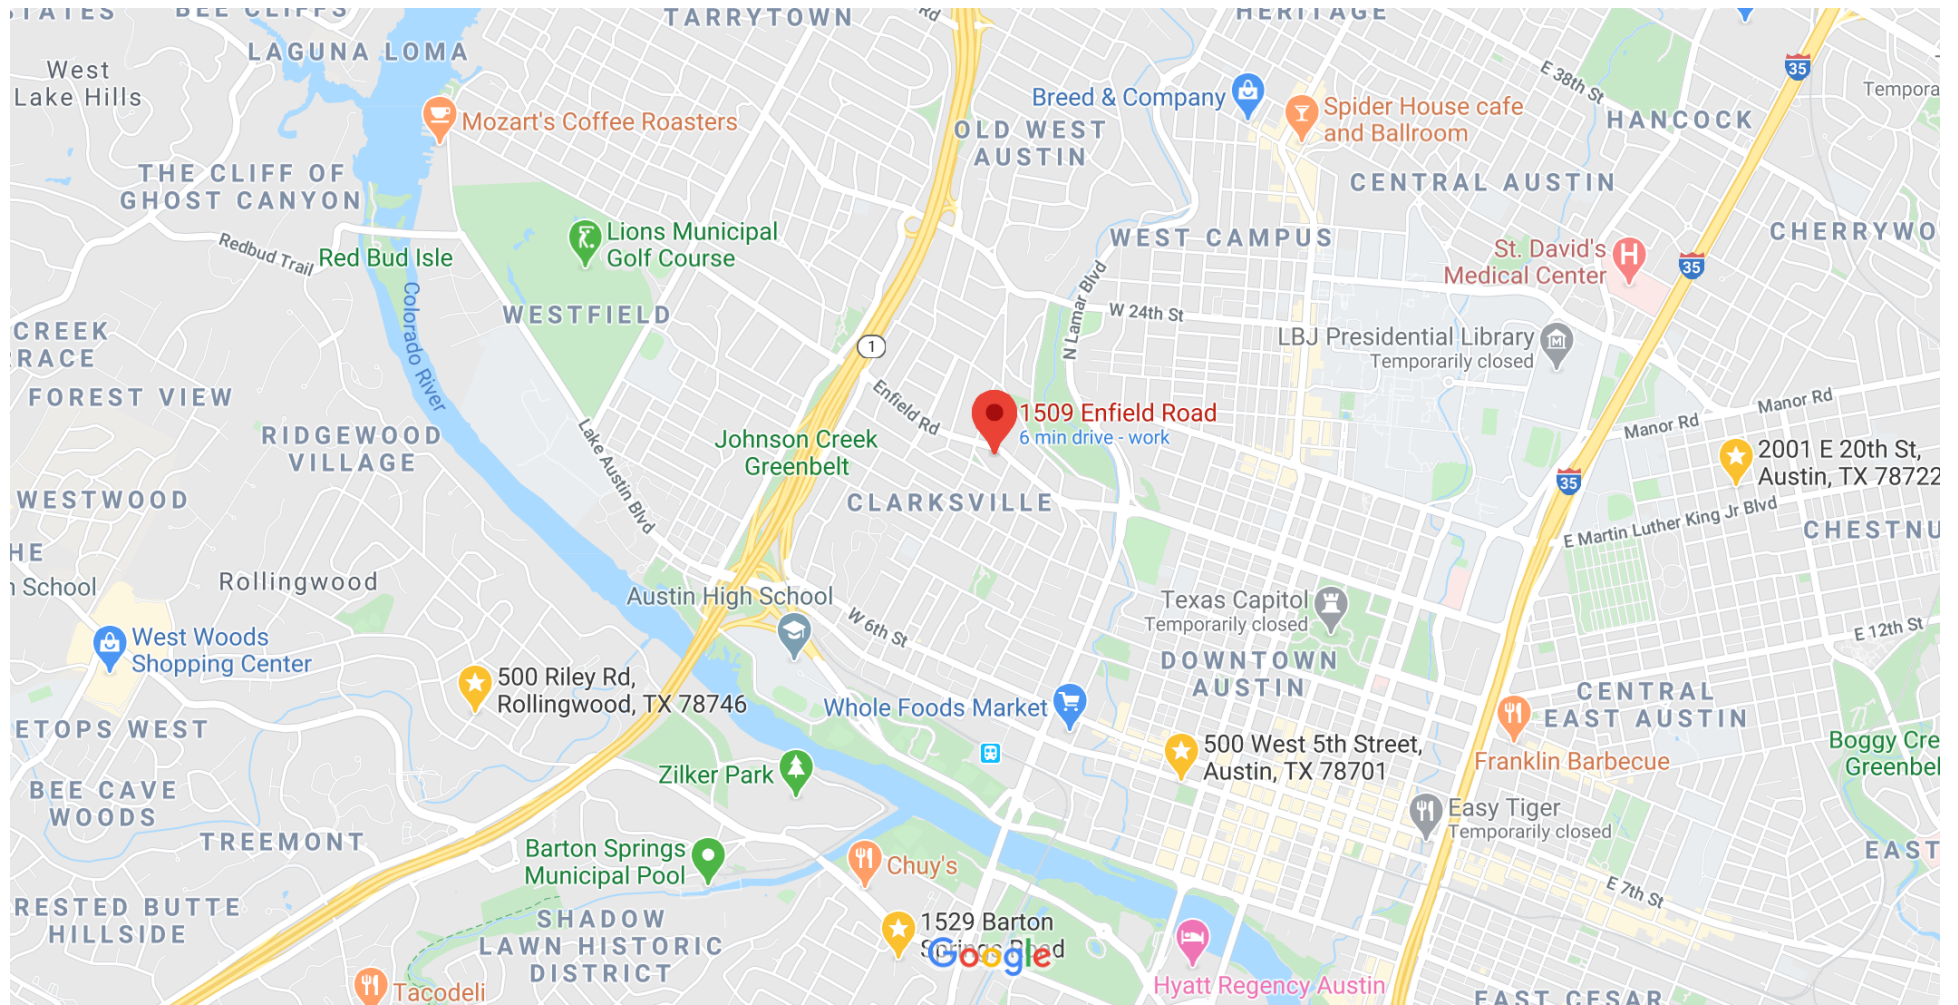 TATES
BEE CLIFFS
TARRYTOWN
Rd
HERITAGE
LAGUNA LOMA
West
Lake Hills
35
E 38th St
Tempora
Mozart's Coffee Roasters
Breed & Company
Spider House cafe
and Ballroom
HANCOCK
OLD WEST
AUSTIN
THE CLIFF OF
GHOST CANYON
CENTRAL AUSTIN
Redbud Trail
Red Bud Isle
Lions Municipal
Golf Course
WEST CAMPUS
CHERRYWO
St. David's
Medical Center
H
35
Colorado River
WESTFIELD
N Lamar Blvd
W 24th St
CREEK
RACE
1
LBJ Presidential Library
Temporarily closed
FOREST VIEW
Enfield Rd
1509 Enfield Road
6 min drive - work
Manor Rd
Manor Rd
RIDGEWOOD
VILLAGE
Lake Austin Blvd
Johnson Creek
Greenbelt
2001 E 20th St,
Austin, TX 78722
35
WESTWOOD
CLARKSVILLE
E Martin Luther King Jr Blvd
CHESTNU
HE
n School
Rollingwood
Austin High School
W 6th St
Texas Capitol
Temporarily closed
E 12th St
West Woods
Shopping Center
500 Riley Rd,
Rollingwood, TX 78746
DOWNTOWN
AUSTIN
CENTRAL
EAST AUSTIN
Whole Foods Market
ETOPS WEST
500 West 5th Street,
Austin, TX 78701
Franklin Barbecue
Boggy Cre
Greenbel
Zilker Park
BEE CAVE
WOODS
TREEMONT
Easy Tiger
Temporarily closed
Barton Springs
Municipal Pool
Chuy's
EAST
E 7th St
RESTED BUTTE
HILLSIDE
SHADOW
LAWN HISTORIC
DISTRICT
1529 Barton
Springs Road
Google
Hyatt Regency Austin
Tacodeli
EAST CESAR